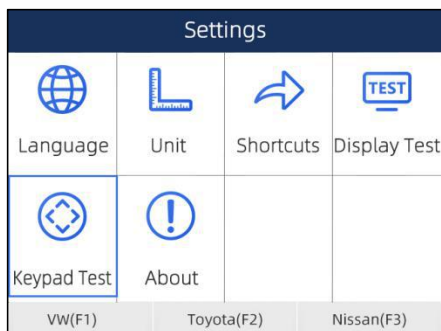 Settings
TEST
Language Unit Shortcuts Display Test
Keypad Test About
VW(F1) Toyota(F2) Nissan(F3)